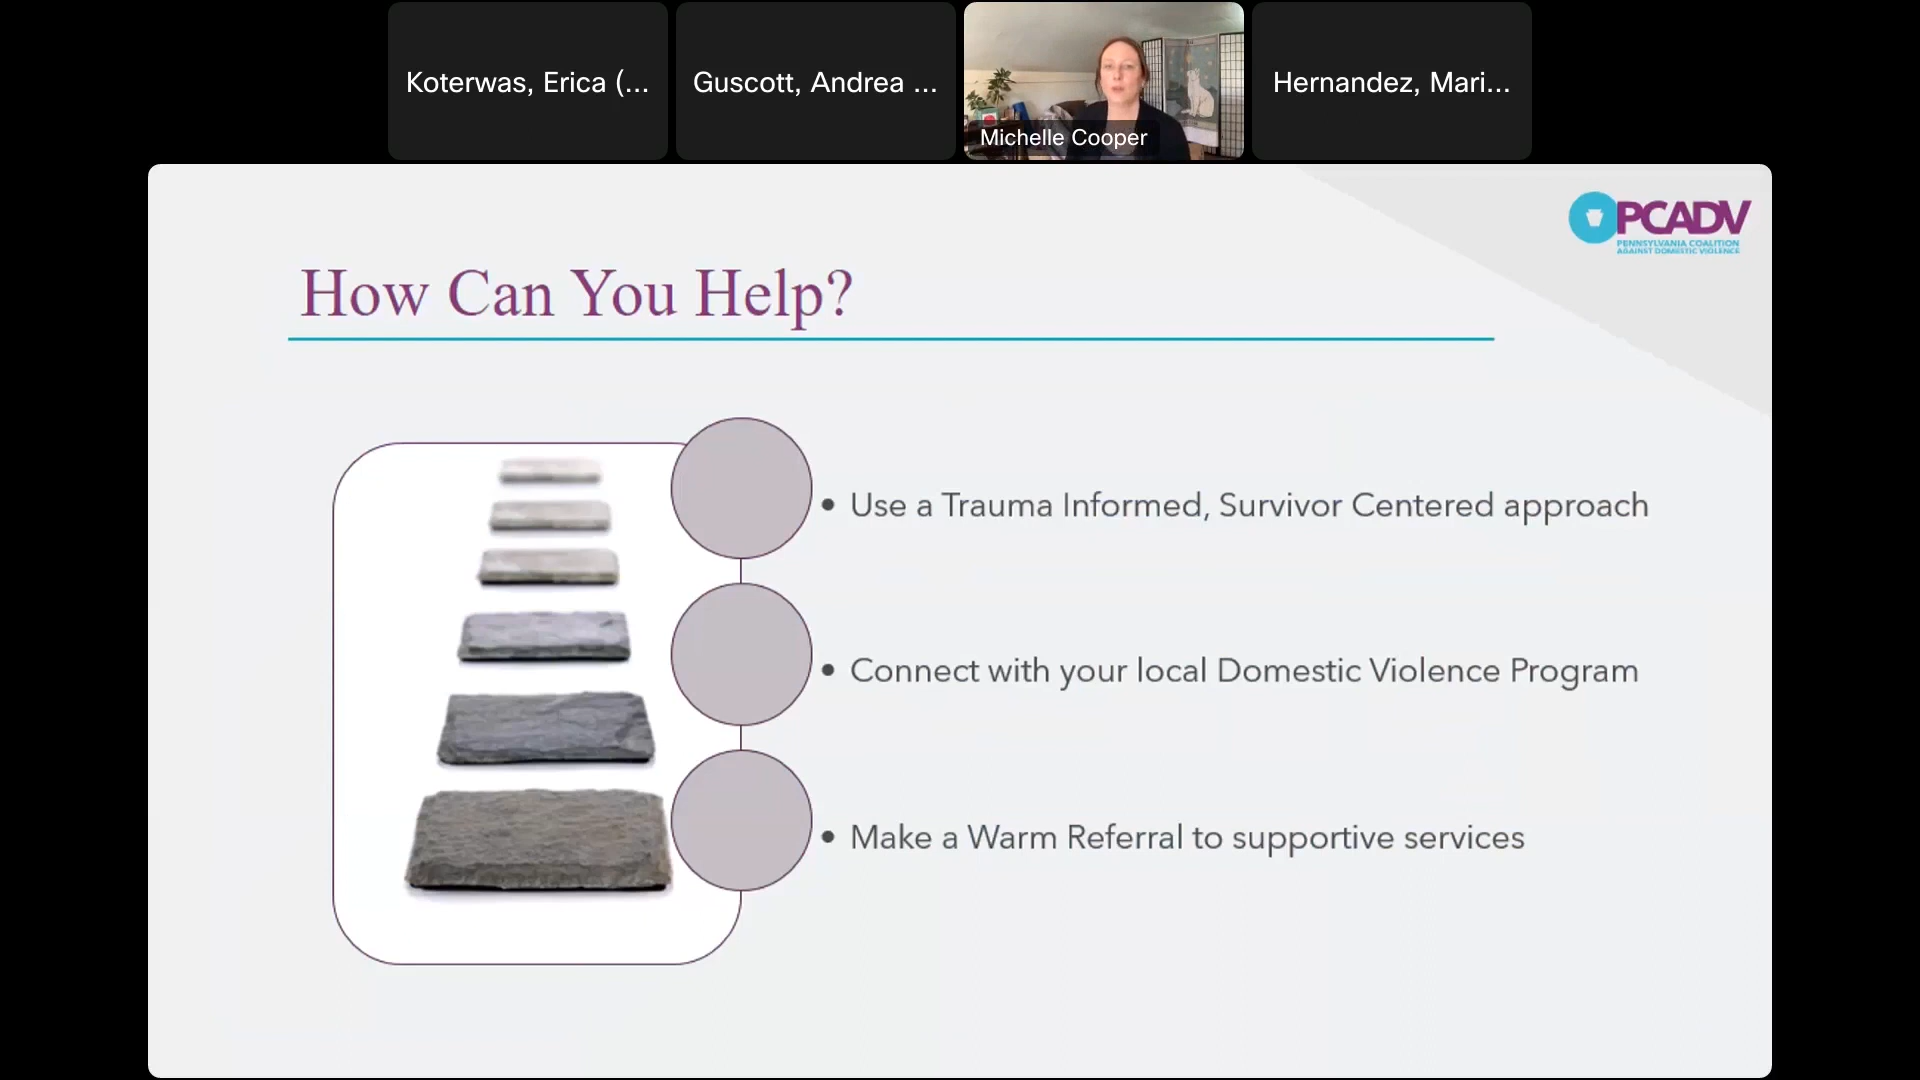 Koterwas, Erica (...
Guscott, Andrea ...
Michelle Cooper
Hernandez, Mari...
PCADV
PENNSYLVANIA COALITION
AGAINST DOMESTIC VIOLENCE
How Can You Help?
• Use a Trauma Informed, Survivor Centered approach
• Connect with your local Domestic Violence Program
• Make a Warm Referral to supportive services